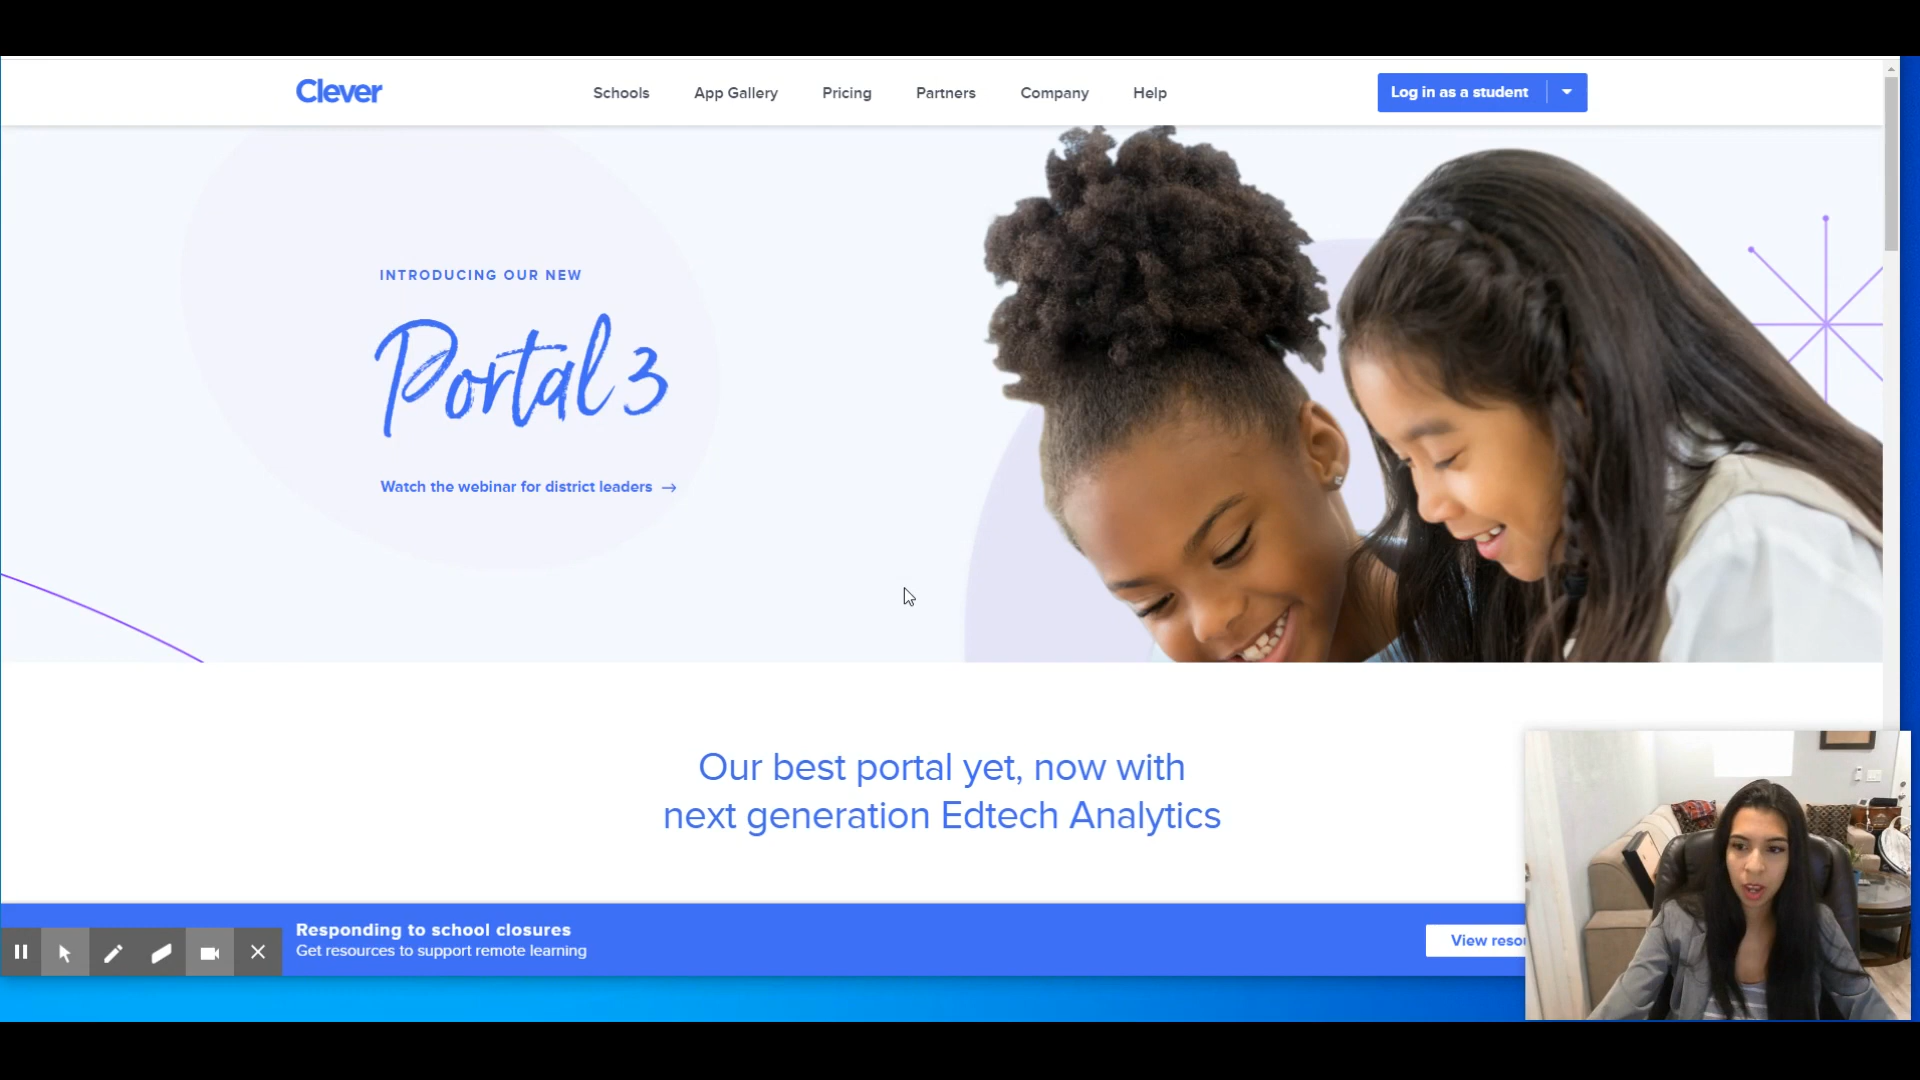 Clever
Schools
App Gallery
Pricing
Partners
Company
Help
Log in as a student
INTRODUCING OUR NEW
Portal 3
Watch the webinar for district leaders →
Our best portal yet, now with
next generation Edtech Analytics
Responding to school closures
Get resources to support remote learning
View resou